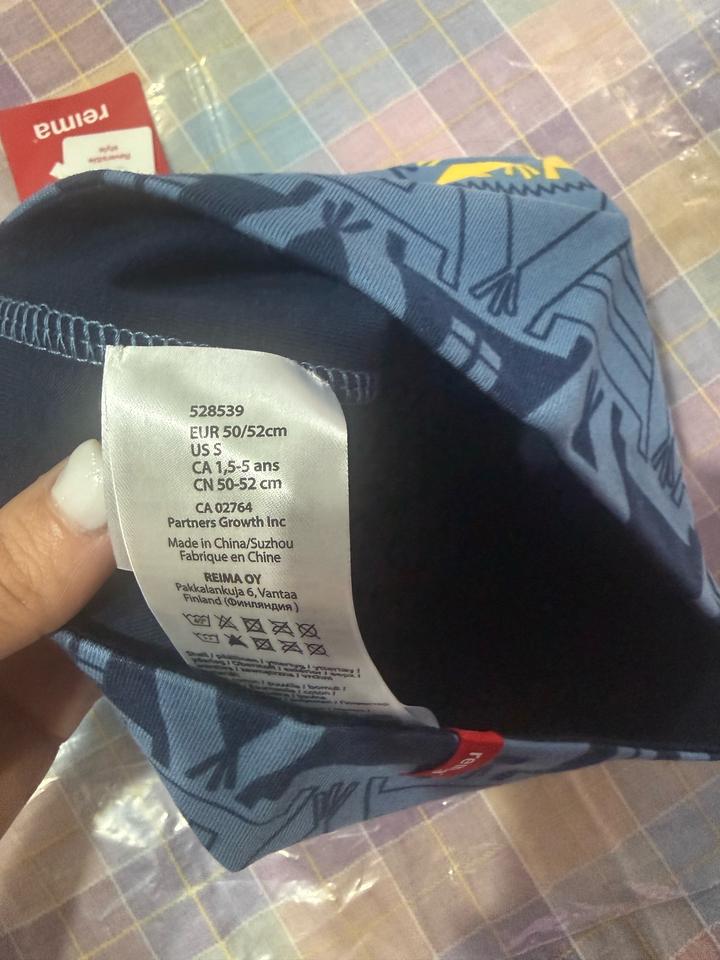 reima
Reversible
style
528539
EUR 50/52cm
US S
CA 1,5-5 ans
CN 50-52 cm
CA 02764
Partners Growth Inc
Made in China/Suzhou
Fabrique en Chine
REIMA OY
Pakkalankuja 6, Vantaa
Finland (Финляндия )